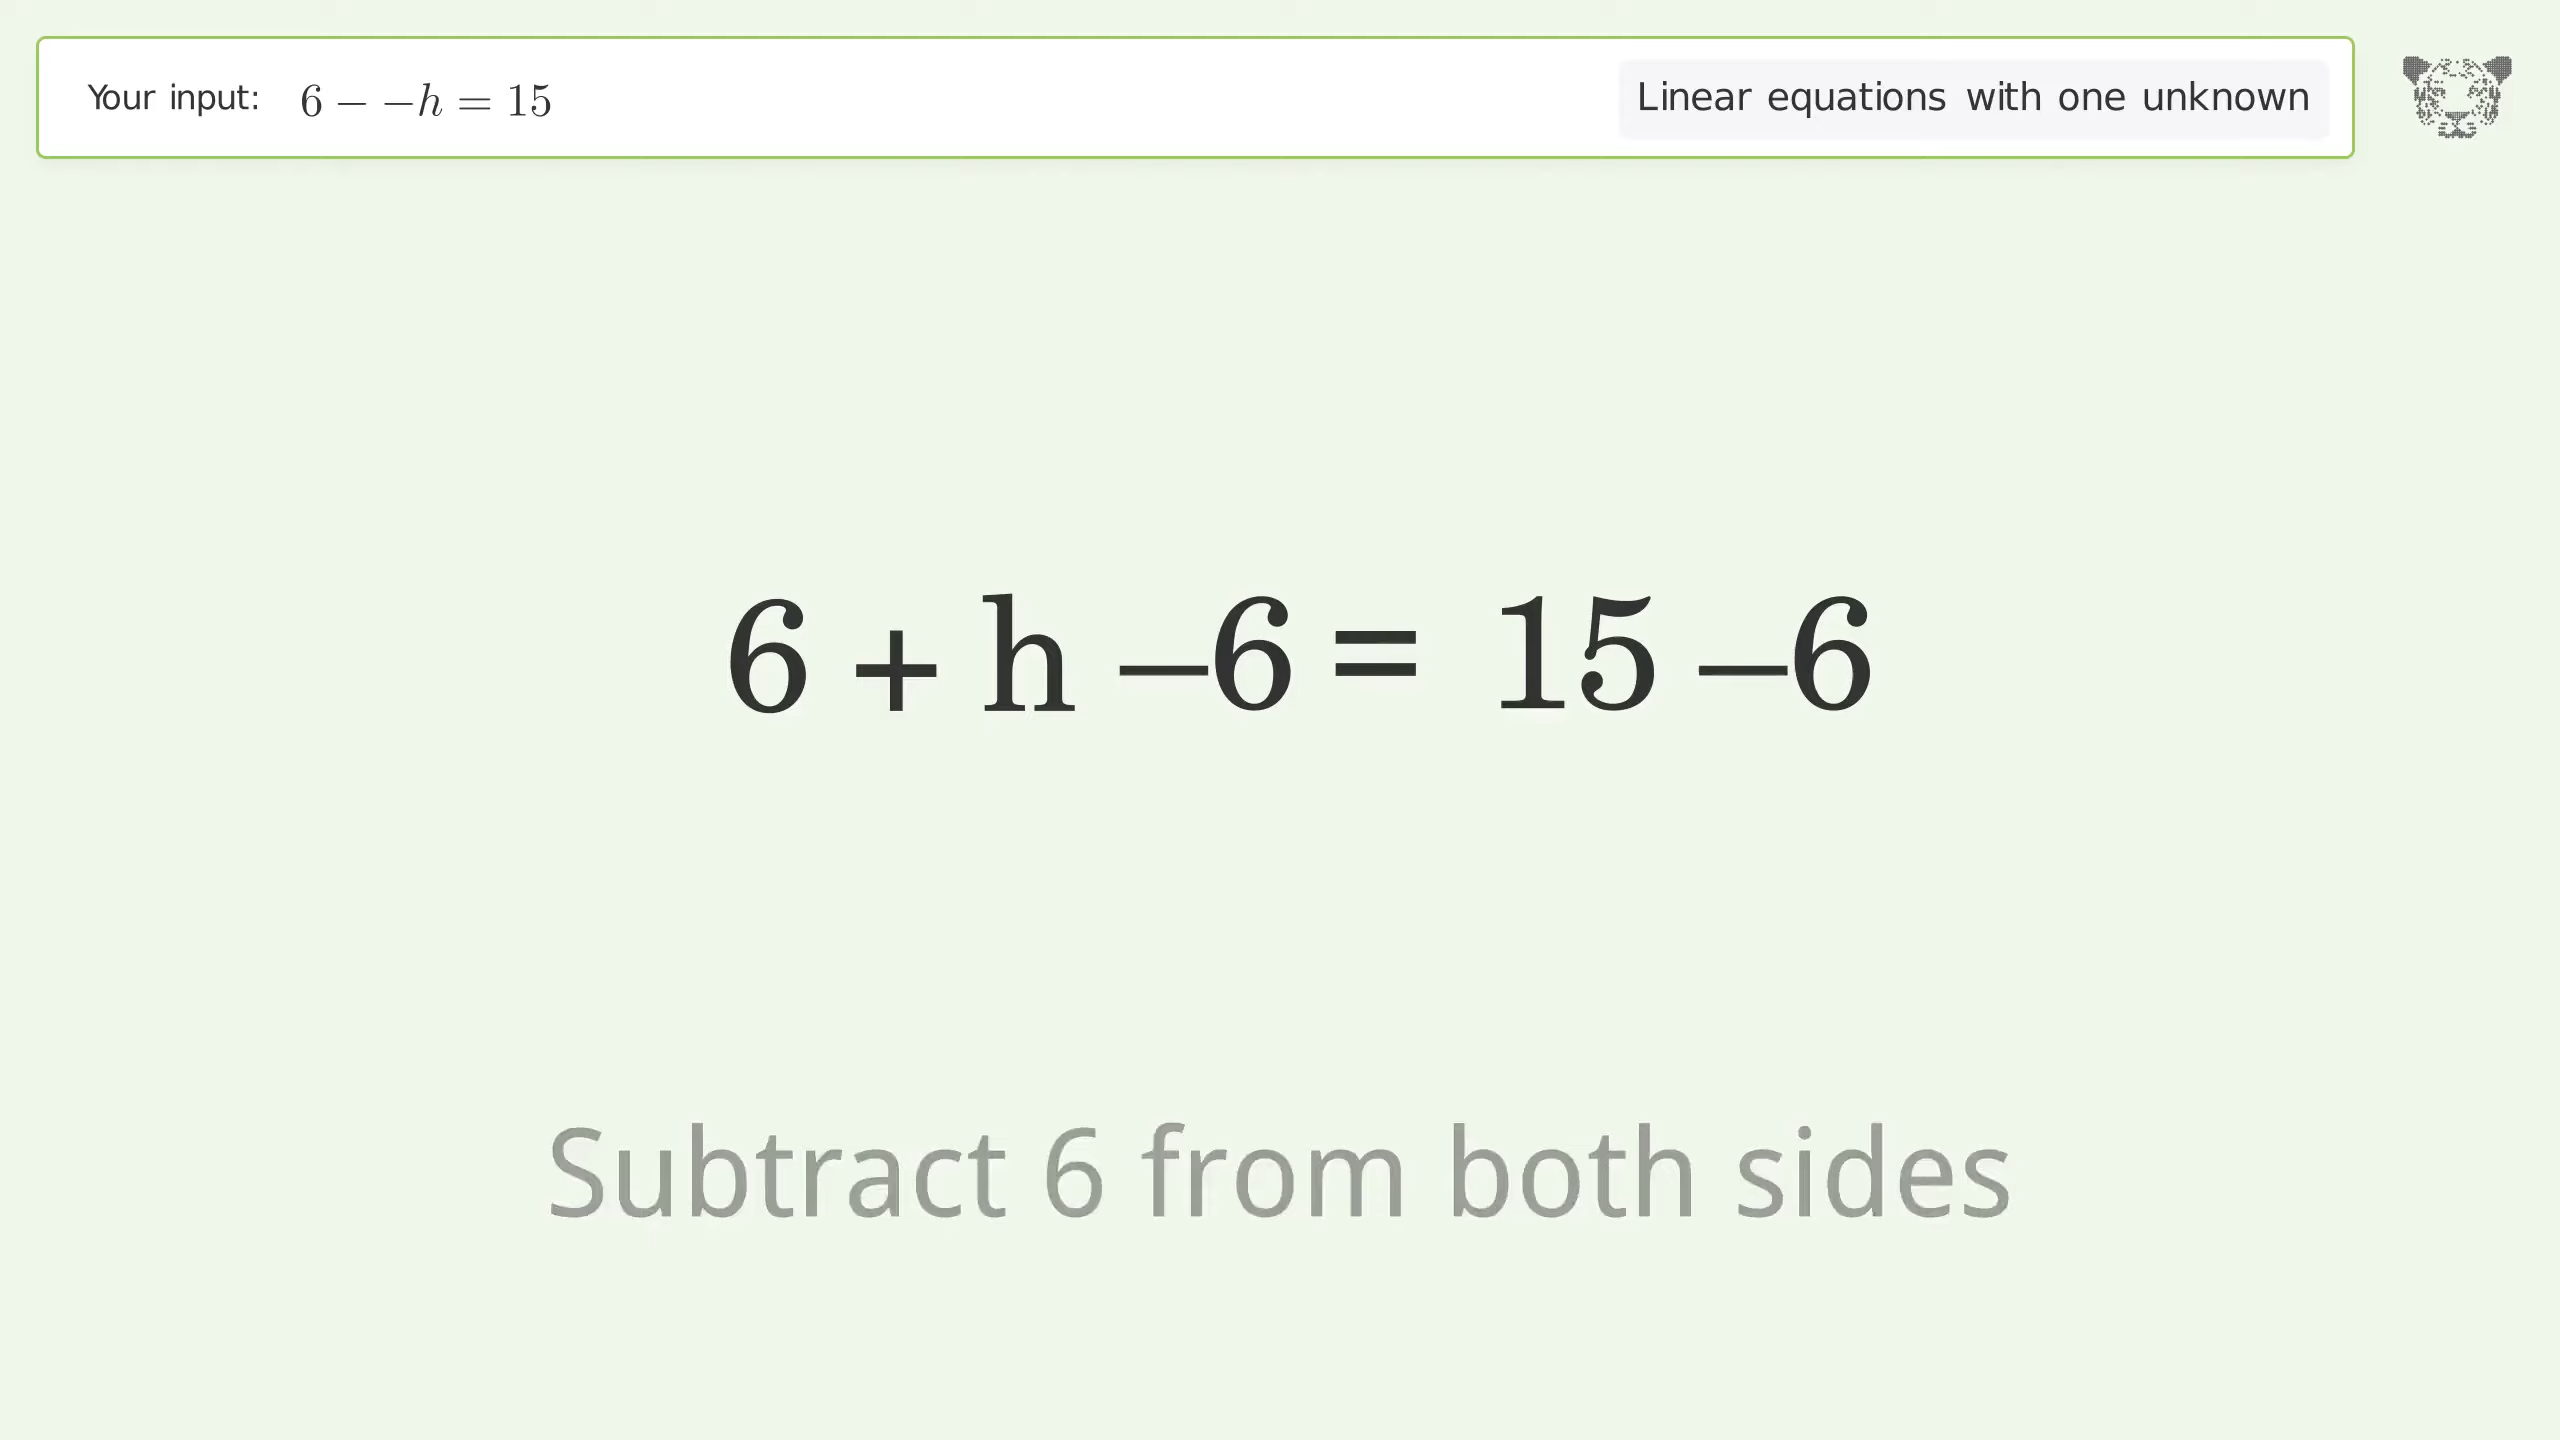 Your input: 6 − −h = 15
Linear equations with one unknown
6 + h −6 = 15 −6
Subtract 6 from both sides